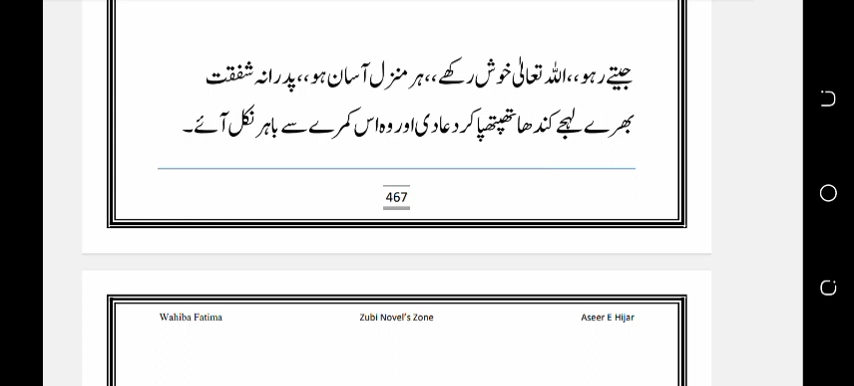 جیتے رہو،،اللہ تعالیٰ خوش رکھے،،ہر منزل آسان ہو،،پدرانہ شفقت
بھرے لہجے کندھا تھپتھپا کر دعا دی اور وہ اس کمرے سے باہر نکل آئے۔
467
Wahiba Fatima Zubi Novel's Zone Aseer E Hijar